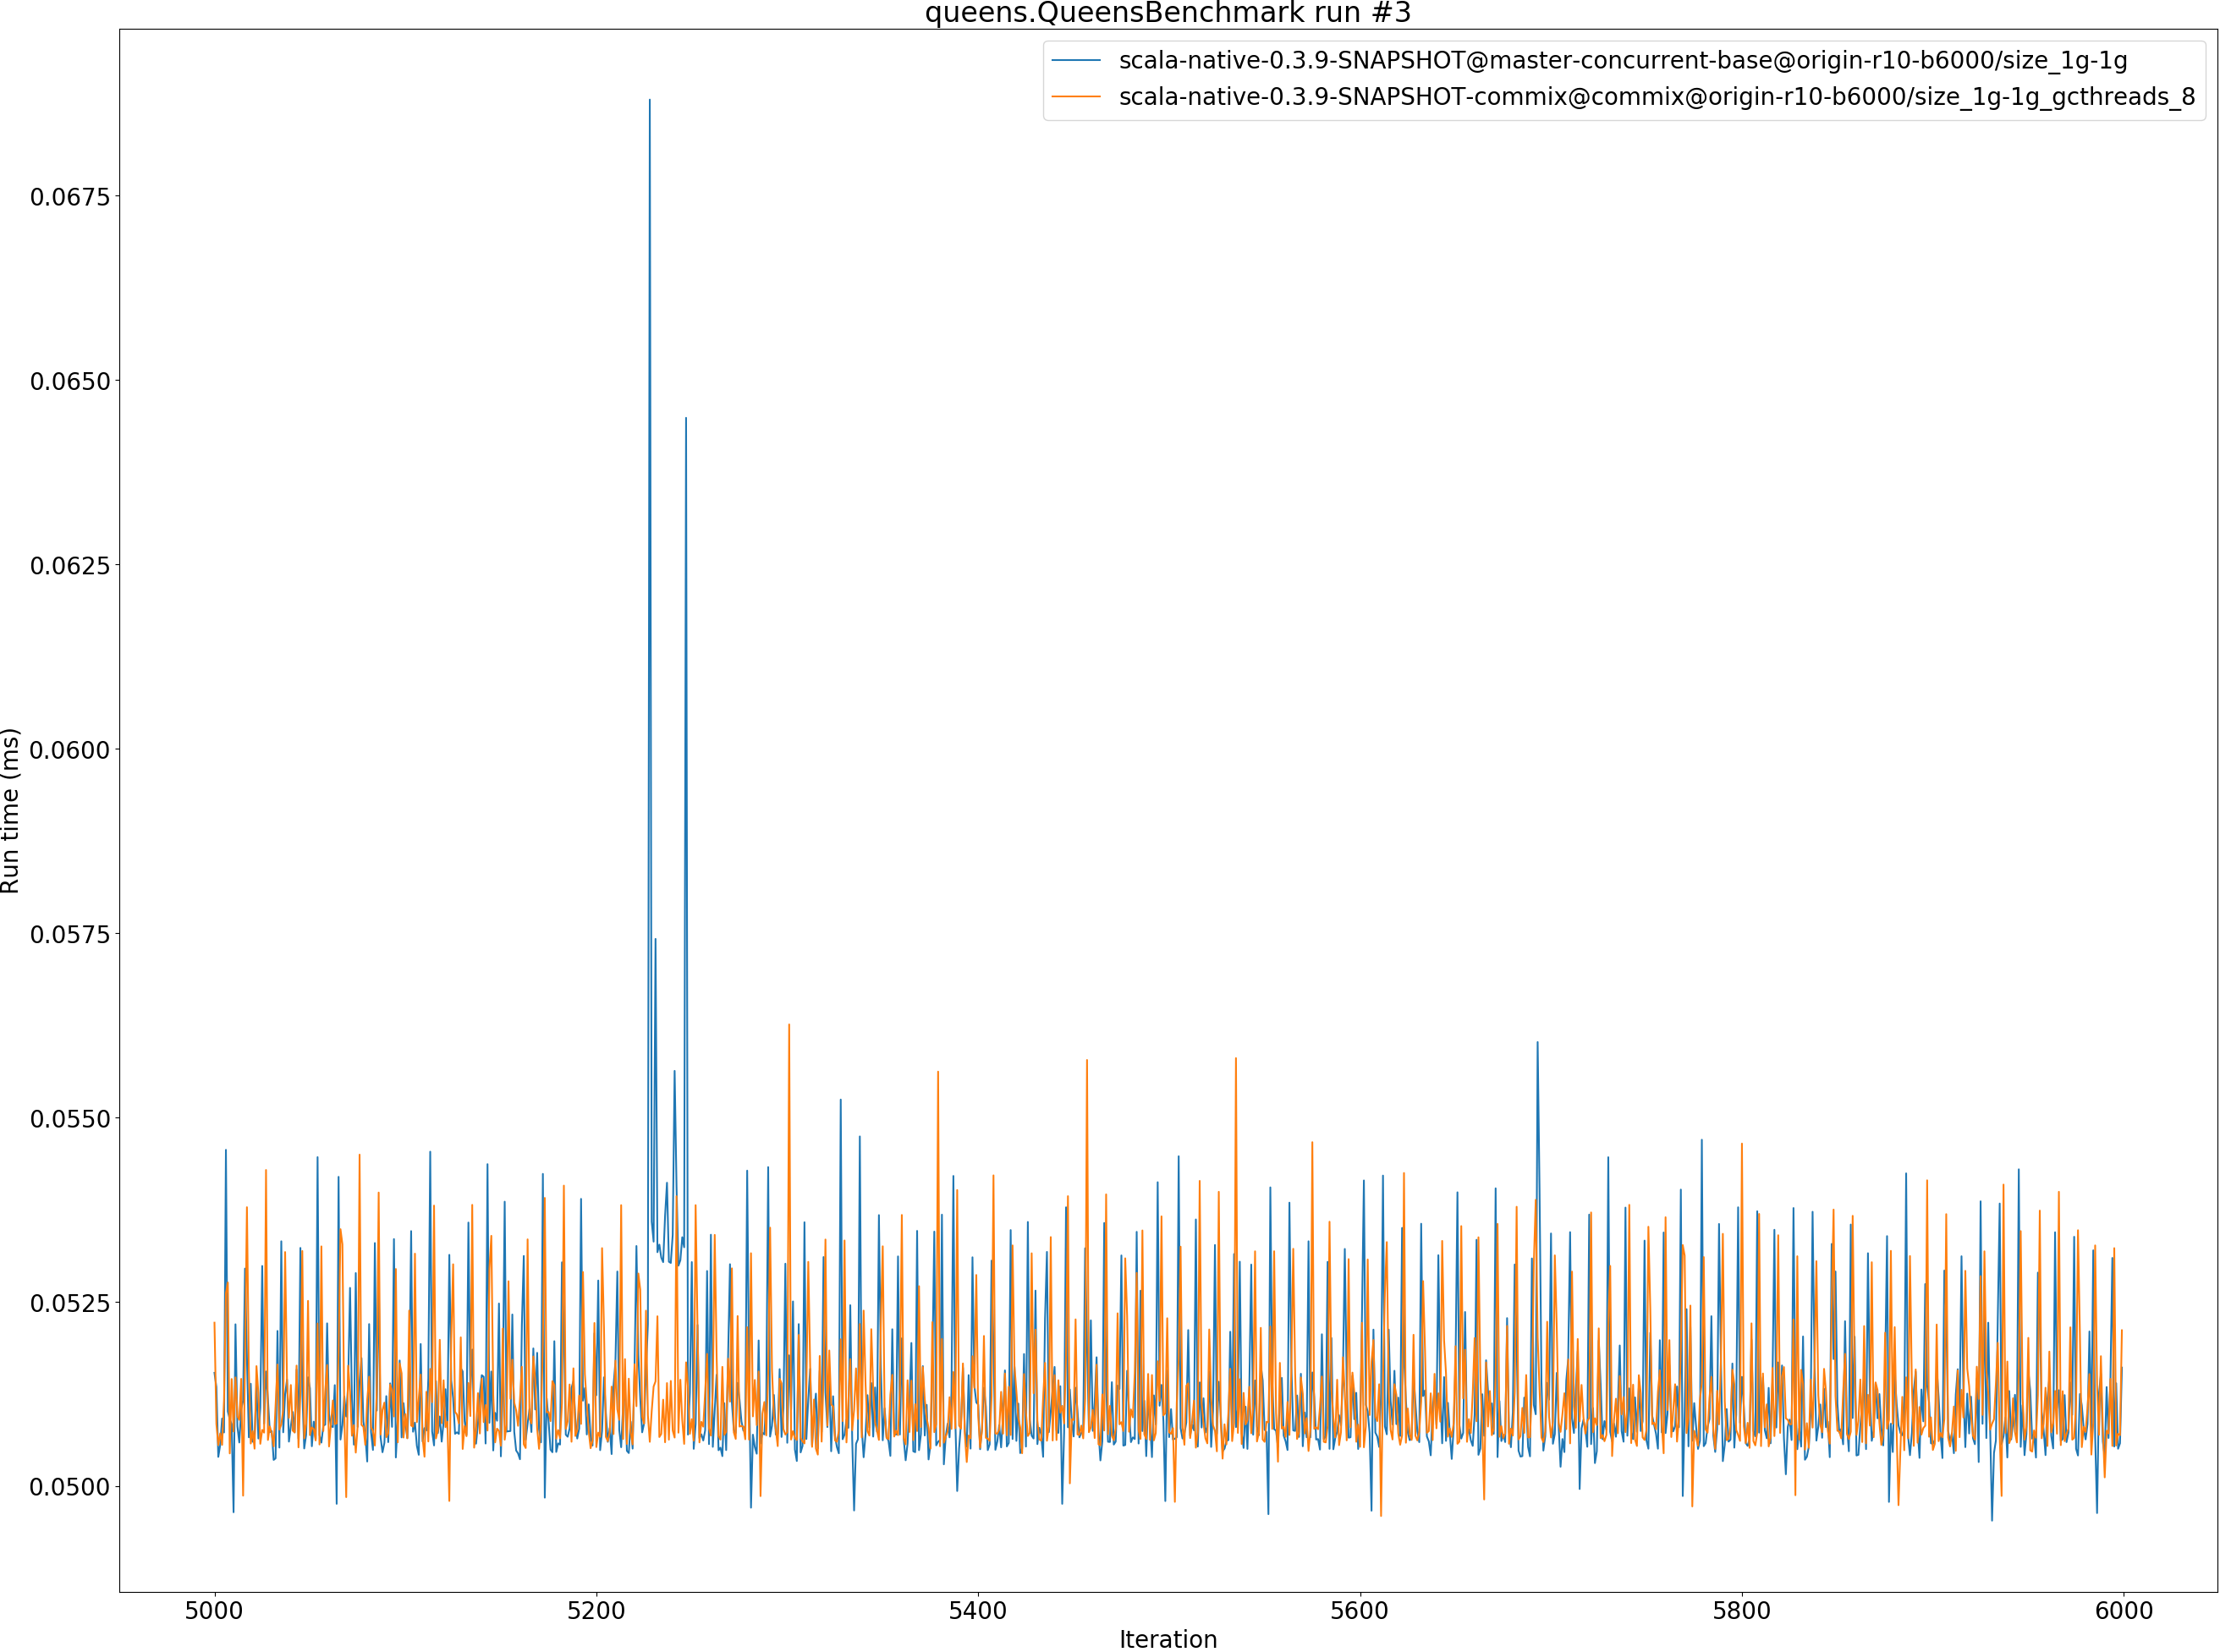 queens.QueensBenchmark run #3
scala-native-0.3.9-SNAPSHOT@master-concurrent-base@origin-r10-b6000/size_1g-1g
scala-native-0.3.9-SNAPSHOT-commix@commix@origin-r10-b6000/size_1g-1g_gcthreads_8
0.0675
0.0650
0.0625
0.0600
0.0575
0.0550
0.0525
0.0500
Run time (ms)
5000 5200 5400 5600 5800 6000
Iteration